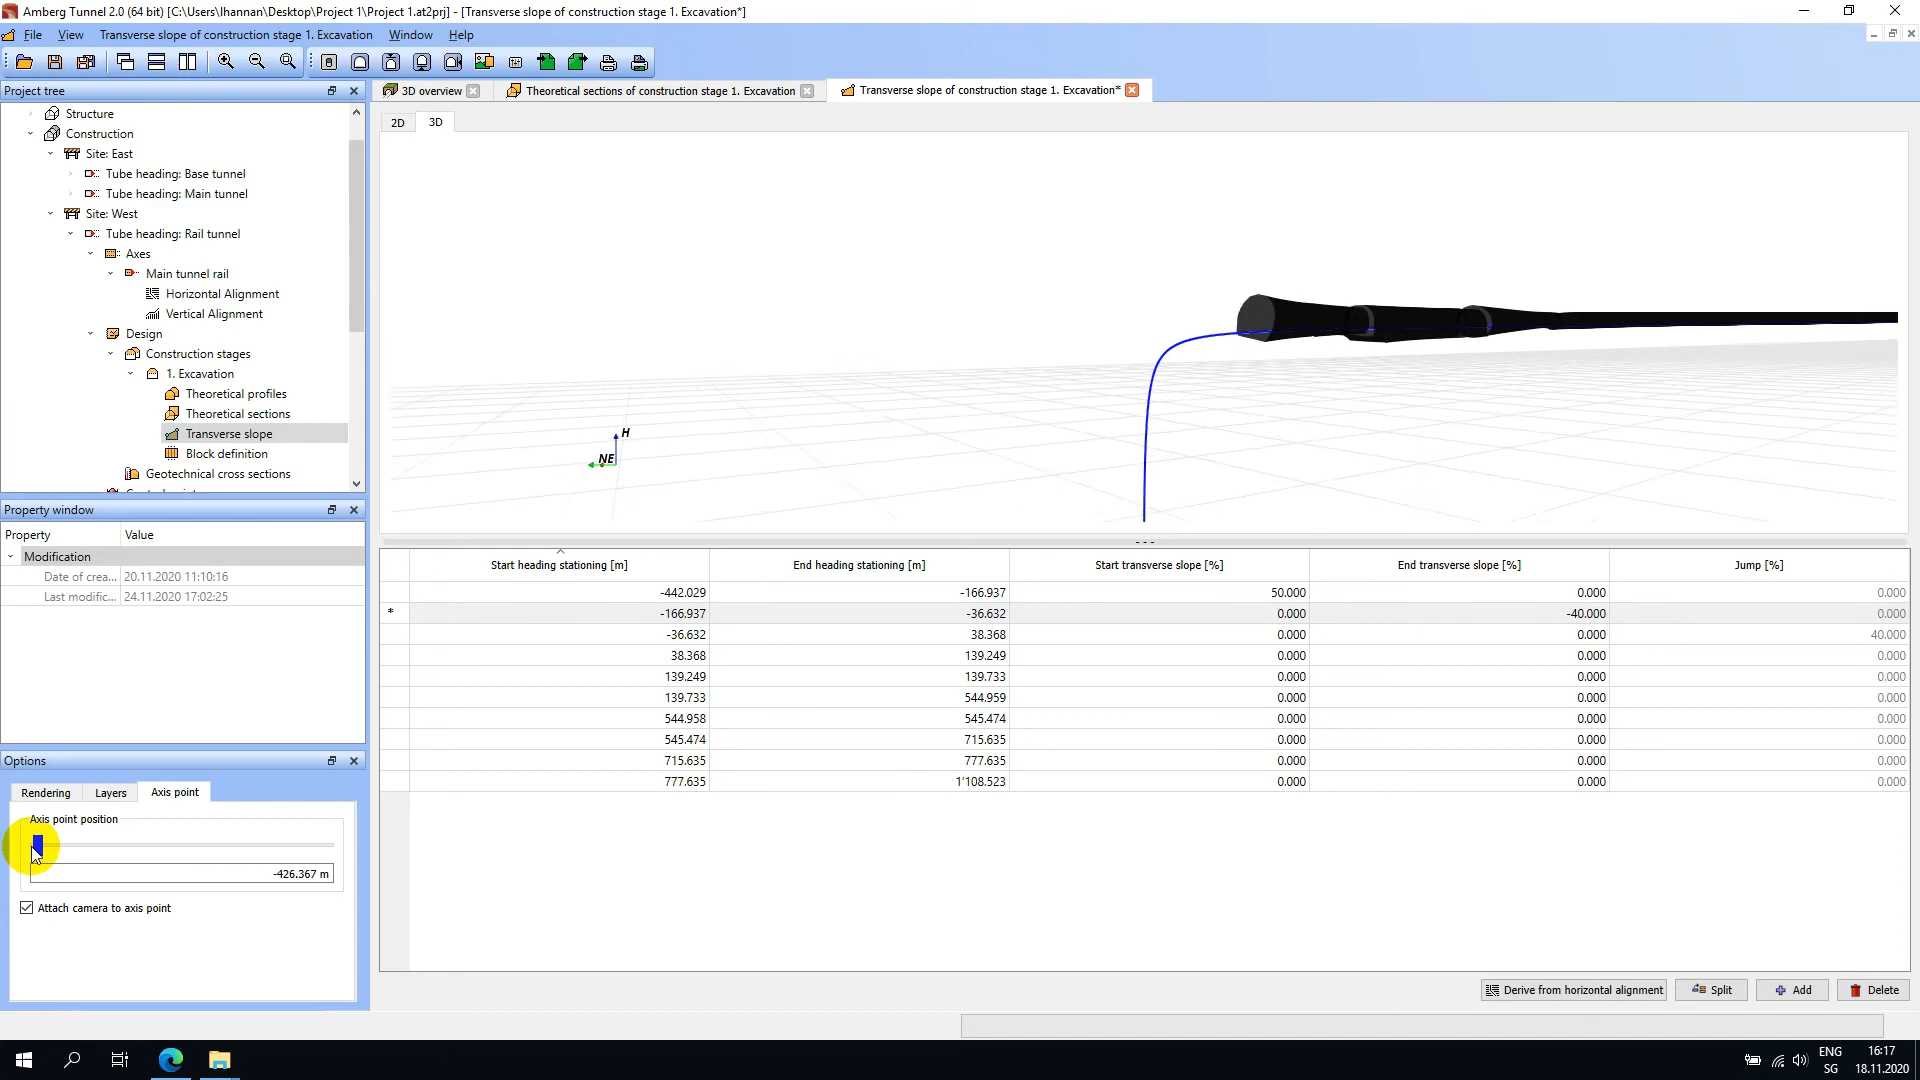 Amberg Tunnel 2.0 (64 bit) [C:\Users\lhannan\Desktop\Project 1\Project 1.at2prj] - [Transverse slope of construction stage 1. Excavation*]
File View Transverse slope of construction stage 1. Excavation Window Help
Project tree
Structure
Construction
Site: East
Tube heading: Base tunnel
Tube heading: Main tunnel
Site: West
Tube heading: Rail tunnel
Axes
Main tunnel rail
Horizontal Alignment
Vertical Alignment
Design
Construction stages
1. Excavation
Theoretical profiles
Theoretical sections
Transverse slope
Block definition
Geotechnical cross sections
Property window
Property Value
Modification
Date of crea... 20.11.2020 11:10:16
Last modific... 24.11.2020 17:02:25
Options
Rendering Layers Axis point
Axis point position
-426.367 m
Attach camera to axis point
3D overview Theoretical sections of construction stage 1. Excavation Transverse slope of construction stage 1. Excavation*
2D 3D
H
NE
Start heading stationing [m] End heading stationing [m] Start transverse slope [%] End transverse slope [%] Jump [%]
-442.029 -166.937 50.000 0.000 0.000
* -166.937 -36.632 0.000 -40.000 0.000
-36.632 38.368 0.000 0.000 40.000
38.368 139.249 0.000 0.000 0.000
139.249 139.733 0.000 0.000 0.000
139.733 544.959 0.000 0.000 0.000
544.958 545.474 0.000 0.000 0.000
545.474 715.635 0.000 0.000 0.000
715.635 777.635 0.000 0.000 0.000
777.635 1'108.523 0.000 0.000 0.000
Derive from horizontal alignment Split Add Delete
ENG 16:17
SG 18.11.2020